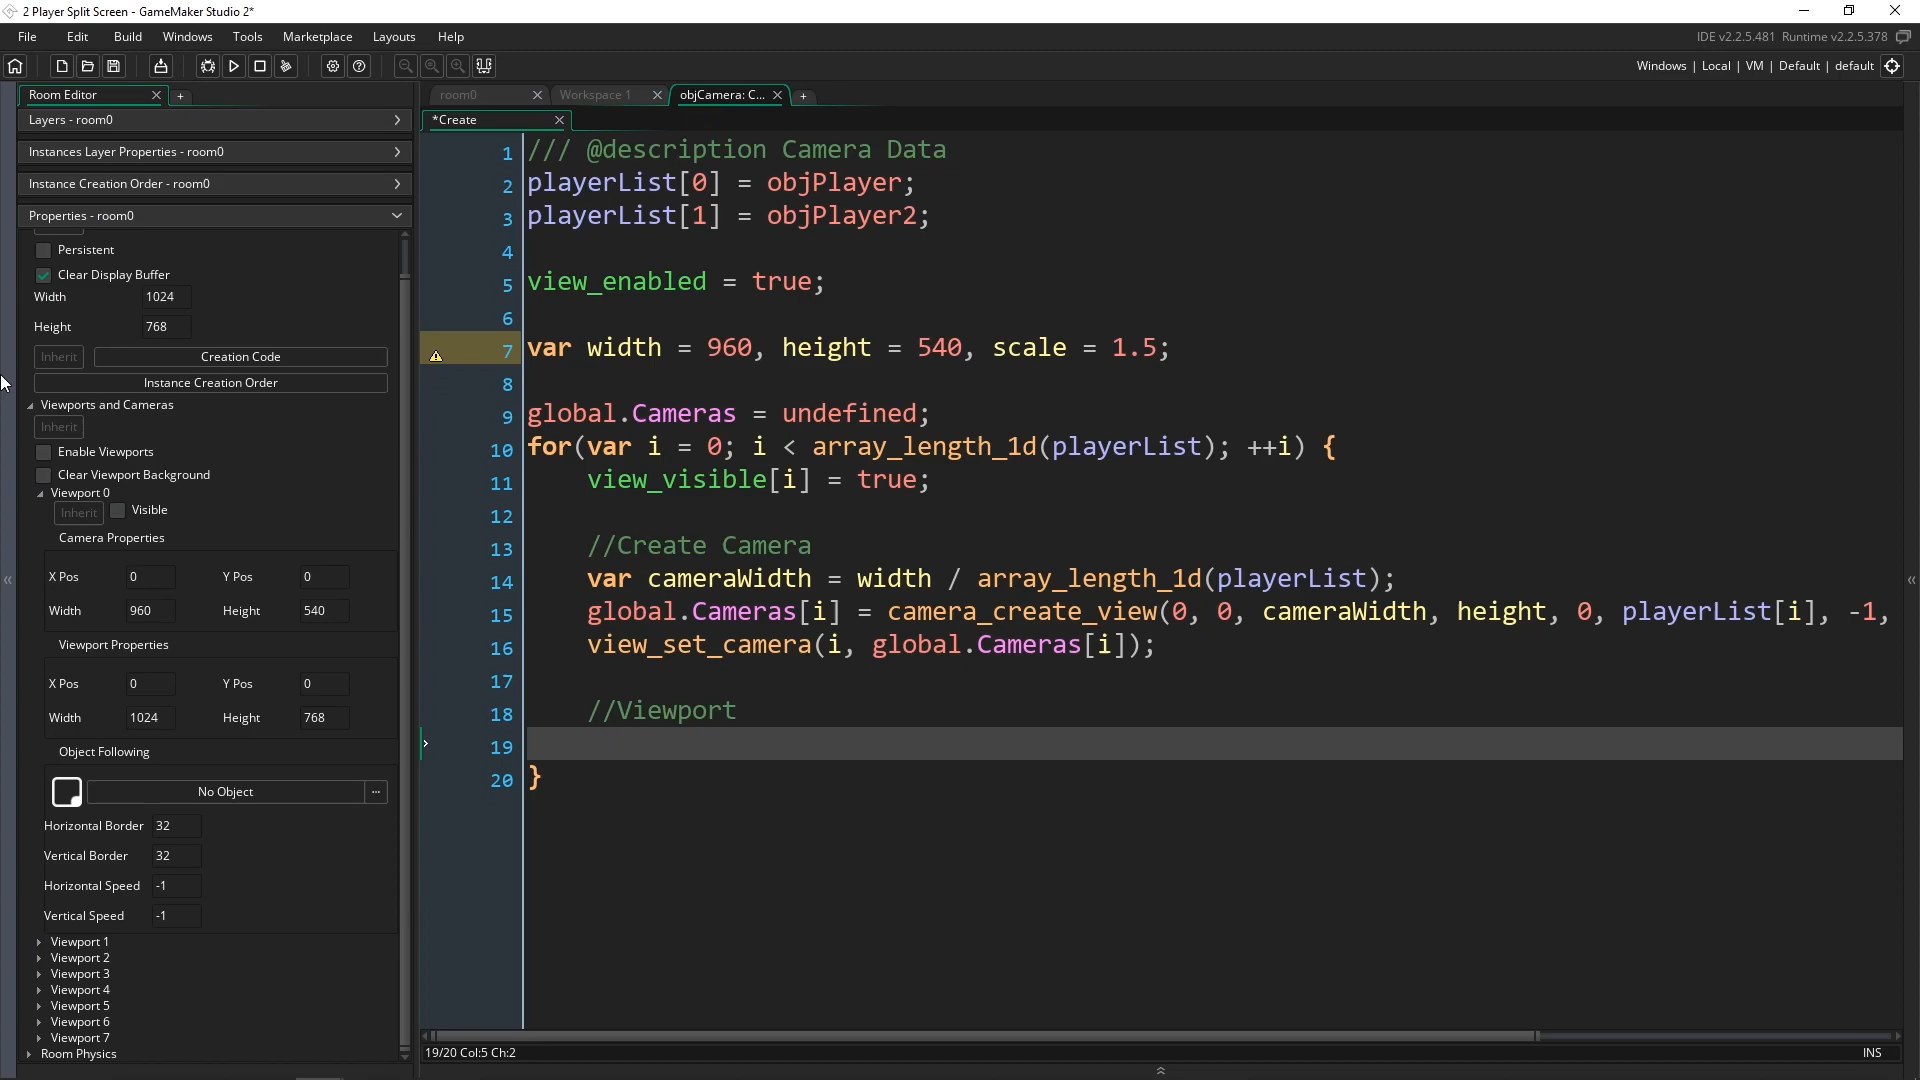 2 Player Split Screen - GameMaker Studio 2*
File Edit Build Windows Tools Marketplace Layouts Help
IDE v2.2.5.481 Runtime v2.2.5.378
Windows | Local | VM | Default | default
Room Editor
room0
Workspace 1
objCamera: C...
*Create
Layers - room0
Instances Layer Properties - room0
Instance Creation Order - room0
Properties - room0
Persistent
Clear Display Buffer
Width 1024
Height 768
Inherit Creation Code
Instance Creation Order
Viewports and Cameras
Inherit
Enable Viewports
Clear Viewport Background
Viewport 0
Inherit Visible
Camera Properties
X Pos 0 Y Pos 0
Width 960 Height 540
Viewport Properties
X Pos 0 Y Pos 0
Width 1024 Height 768
Object Following
No Object ...
Horizontal Border 32
Vertical Border 32
Horizontal Speed -1
Vertical Speed -1
Viewport 1
Viewport 2
Viewport 3
Viewport 4
Viewport 5
Viewport 6
Viewport 7
Room Physics
1 /// @description Camera Data
2 playerList[0] = objPlayer;
3 playerList[1] = objPlayer2;
4
5 view_enabled = true;
6
7 var width = 960, height = 540, scale = 1.5;
8
9 global.Cameras = undefined;
10 for(var i = 0; i < array_length_1d(playerList); ++i) {
11 view_visible[i] = true;
12
13 //Create Camera
14 var cameraWidth = width / array_length_1d(playerList);
15 global.Cameras[i] = camera_create_view(0, 0, cameraWidth, height, 0, playerList[i], -1,
16 view_set_camera(i, global.Cameras[i]);
17
18 //Viewport
19
20 }
19/20 Col:5 Ch:2
INS